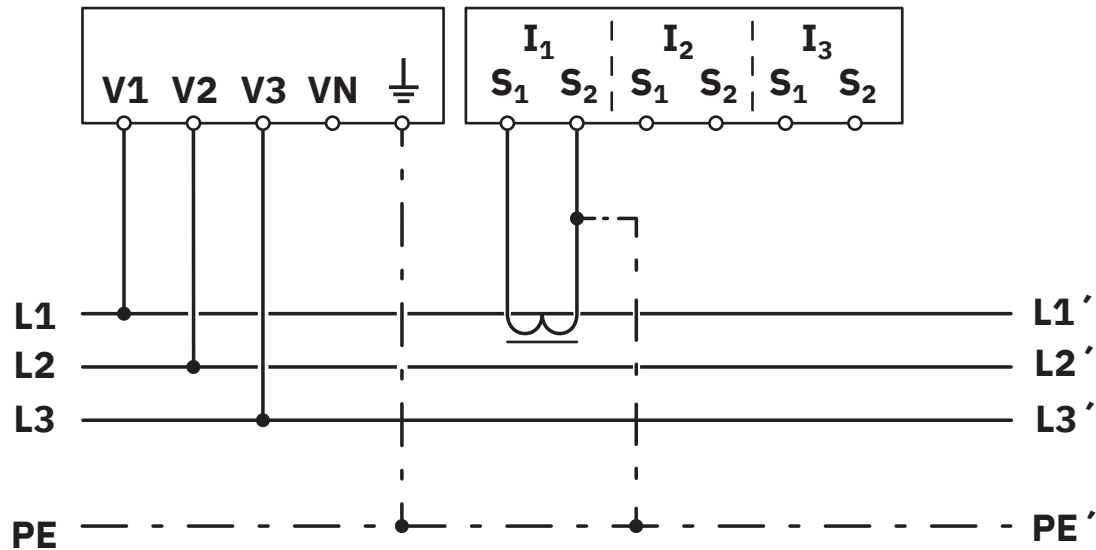 I₁ I₂ I₃
V1 V2 V3 VN S₁ S₂ S₁ S₂ S₁ S₂
L1 L1´
L2 L2´
L3 L3´
PE PE´